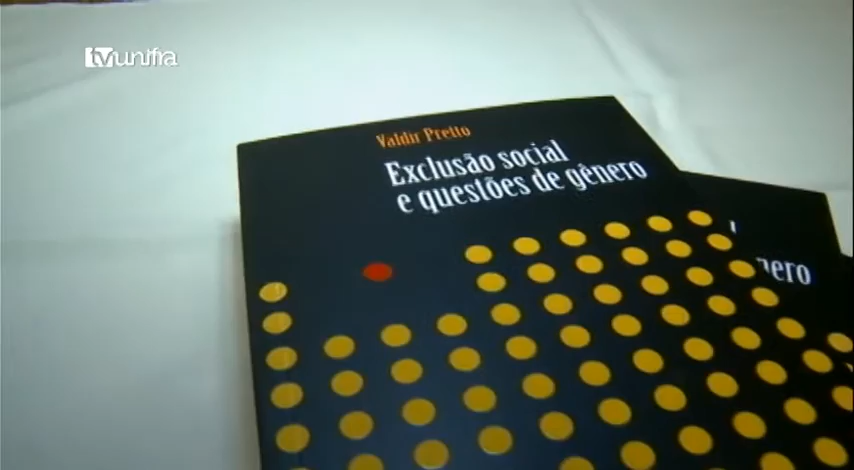 tvunifra
Valdir Pretto
Exclusão social
e questões de gênero
nero